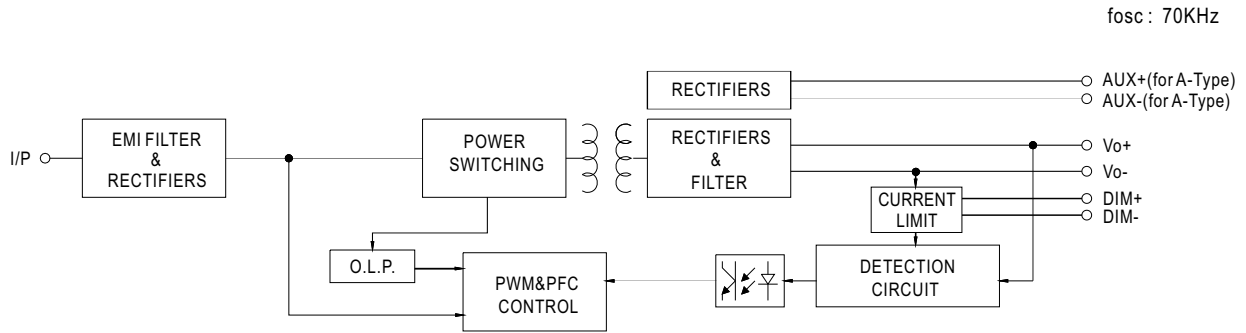 fosc : 70KHz
RECTIFIERS
AUX+(for A-Type)
AUX-(for A-Type)
I/P
EMI FILTER
&
RECTIFIERS
POWER
SWITCHING
RECTIFIERS
&
FILTER
Vo+
Vo-
CURRENT
LIMIT
DIM+
DIM-
O.L.P.
PWM&PFC
CONTROL
DETECTION
CIRCUIT